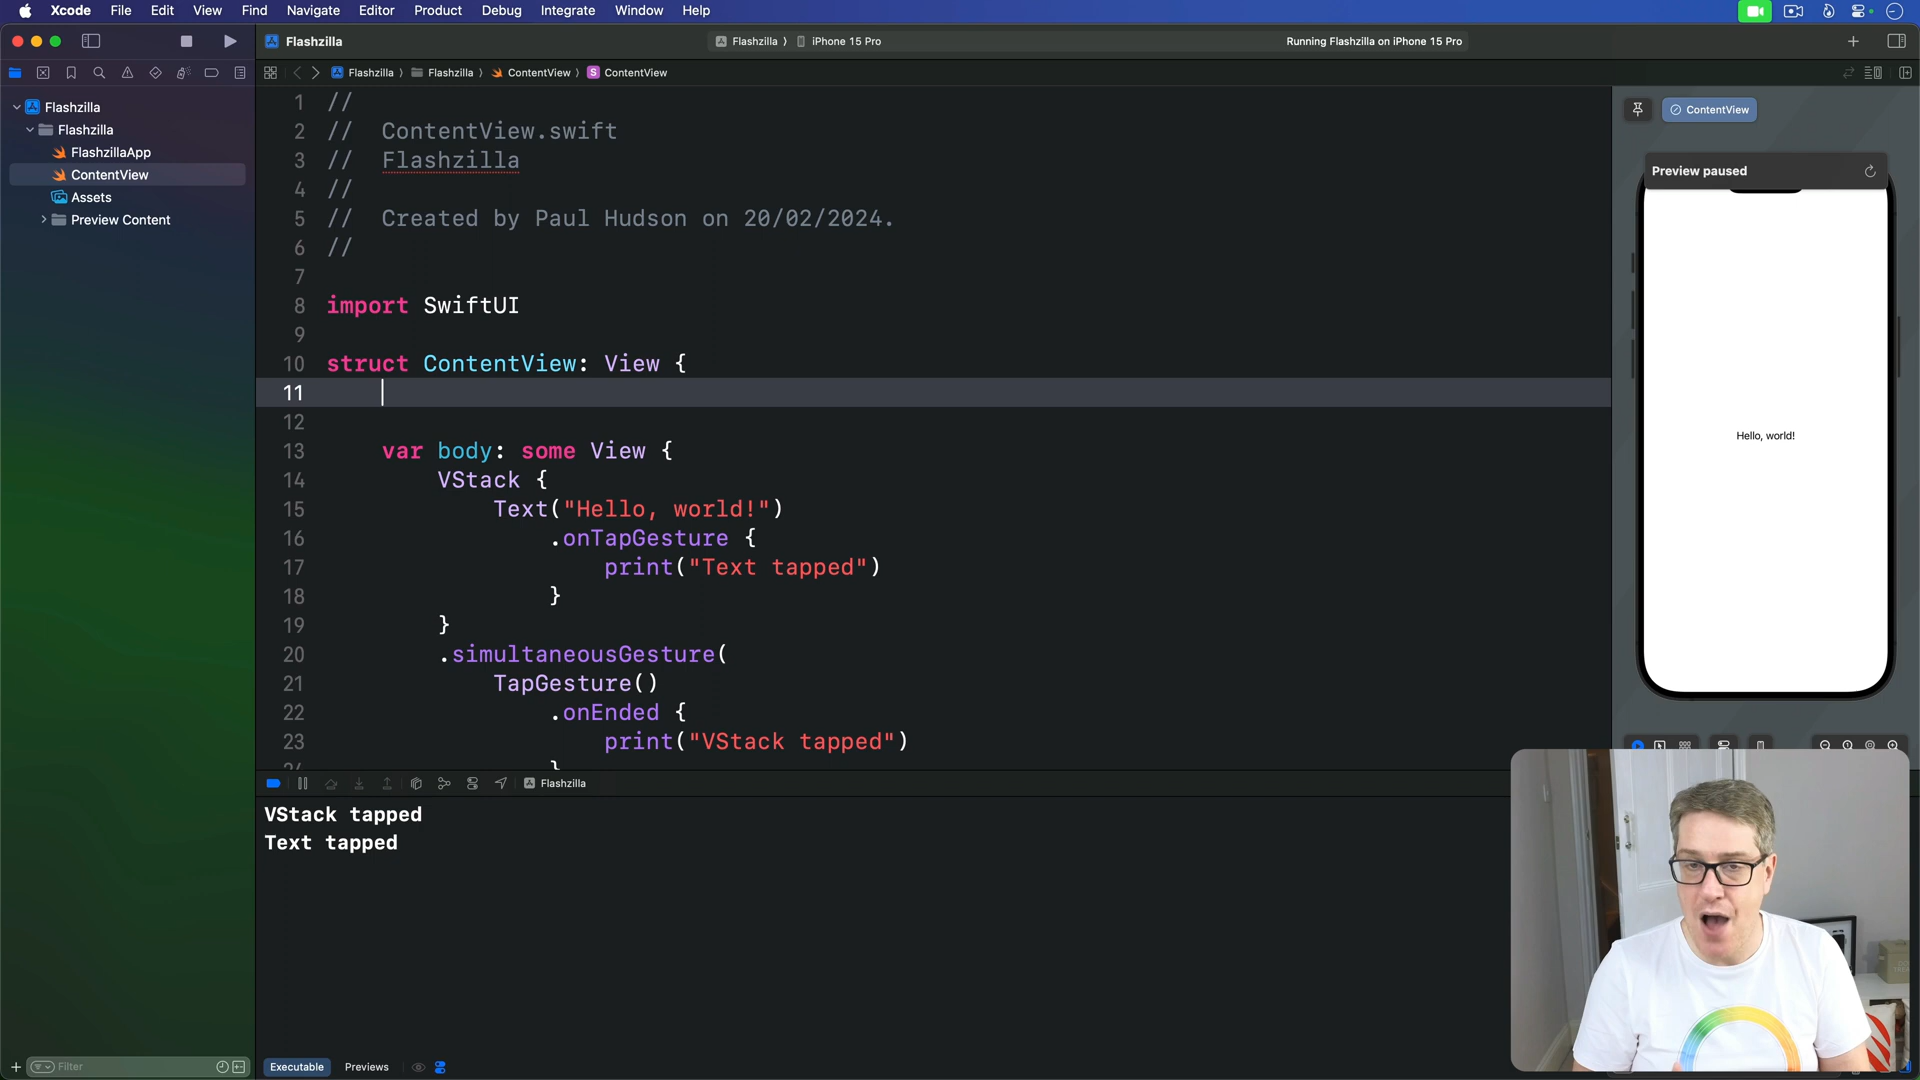 Xcode File Edit View Find Navigate Editor Product Debug Integrate Window Help
Flashzilla
Flashzilla iPhone 15 Pro
Running Flashzilla on iPhone 15 Pro
Flashzilla Flashzilla ContentView S ContentView
Flashzilla
Flashzilla
FlashzillaApp
ContentView
Assets
Preview Content
1 //
2 // ContentView.swift
3 // Flashzilla
4 //
5 // Created by Paul Hudson on 20/02/2024.
6 //
7
8 import SwiftUI
9
10 struct ContentView: View {
11
12
13 var body: some View {
14 VStack {
15 Text("Hello, world!")
16 .onTapGesture {
17 print("Text tapped")
18 }
19 }
20 .simultaneousGesture(
21 TapGesture()
22 .onEnded {
23 print("VStack tapped")
24 }
ContentView
Preview paused
Hello, world!
Flashzilla
VStack tapped
Text tapped
Filter
Executable Previews